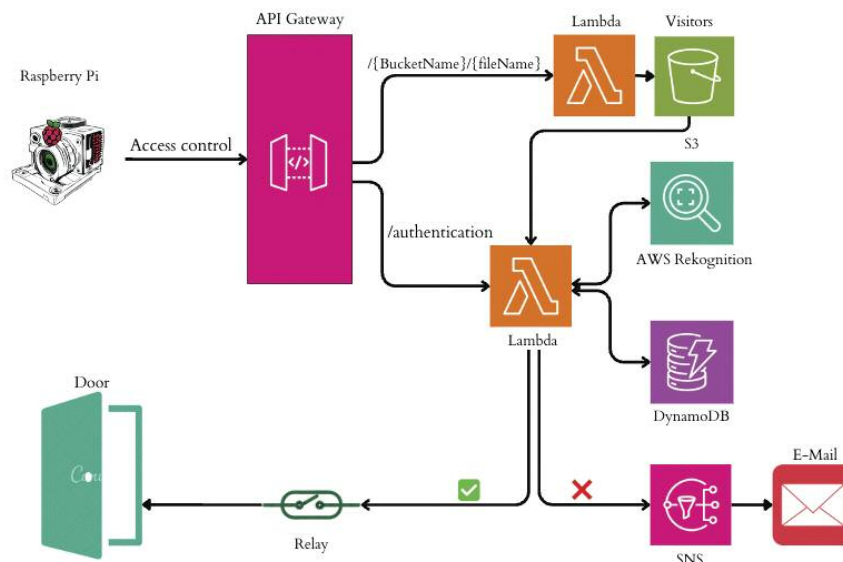 API Gateway
Lambda
Visitors
/{BucketName}/{fileName}
Raspberry Pi
Access control
</>
S3
/authentication
AWS Rekognition
Lambda
DynamoDB
Door
E-Mail
Relay
SNS